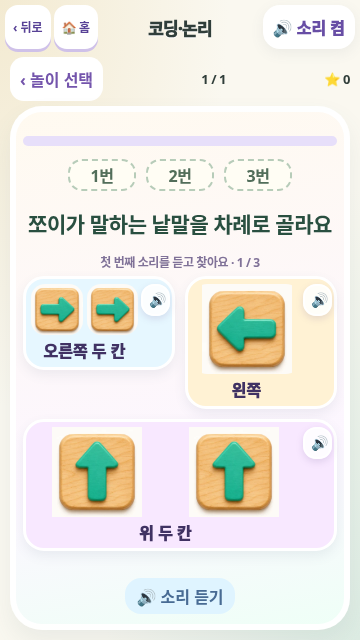 ‹ 뒤로
🏠 홈
코딩·논리
🔊 소리 켬
‹ 놀이 선택
1 / 1
⭐ 0
1번
2번
3번
쪼이가 말하는 낱말을 차례로 골라요
첫 번째 소리를 듣고 찾아요 · 1 / 3
오른쪽 두 칸
왼쪽
위 두 칸
🔊 소리 듣기